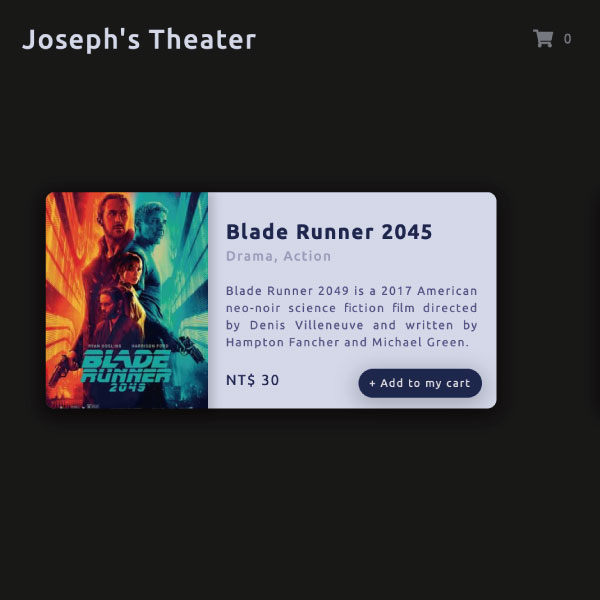 Joseph's Theater
0
Blade Runner 2045
Drama, Action
Blade Runner 2049 is a 2017 American
neo-noir science fiction film directed
by Denis Villeneuve and written by
Hampton Fancher and Michael Green.
NT$ 30
+ Add to my cart
RYAN GOSLING HARRISON FORD
BLADE
RUNNER
2049